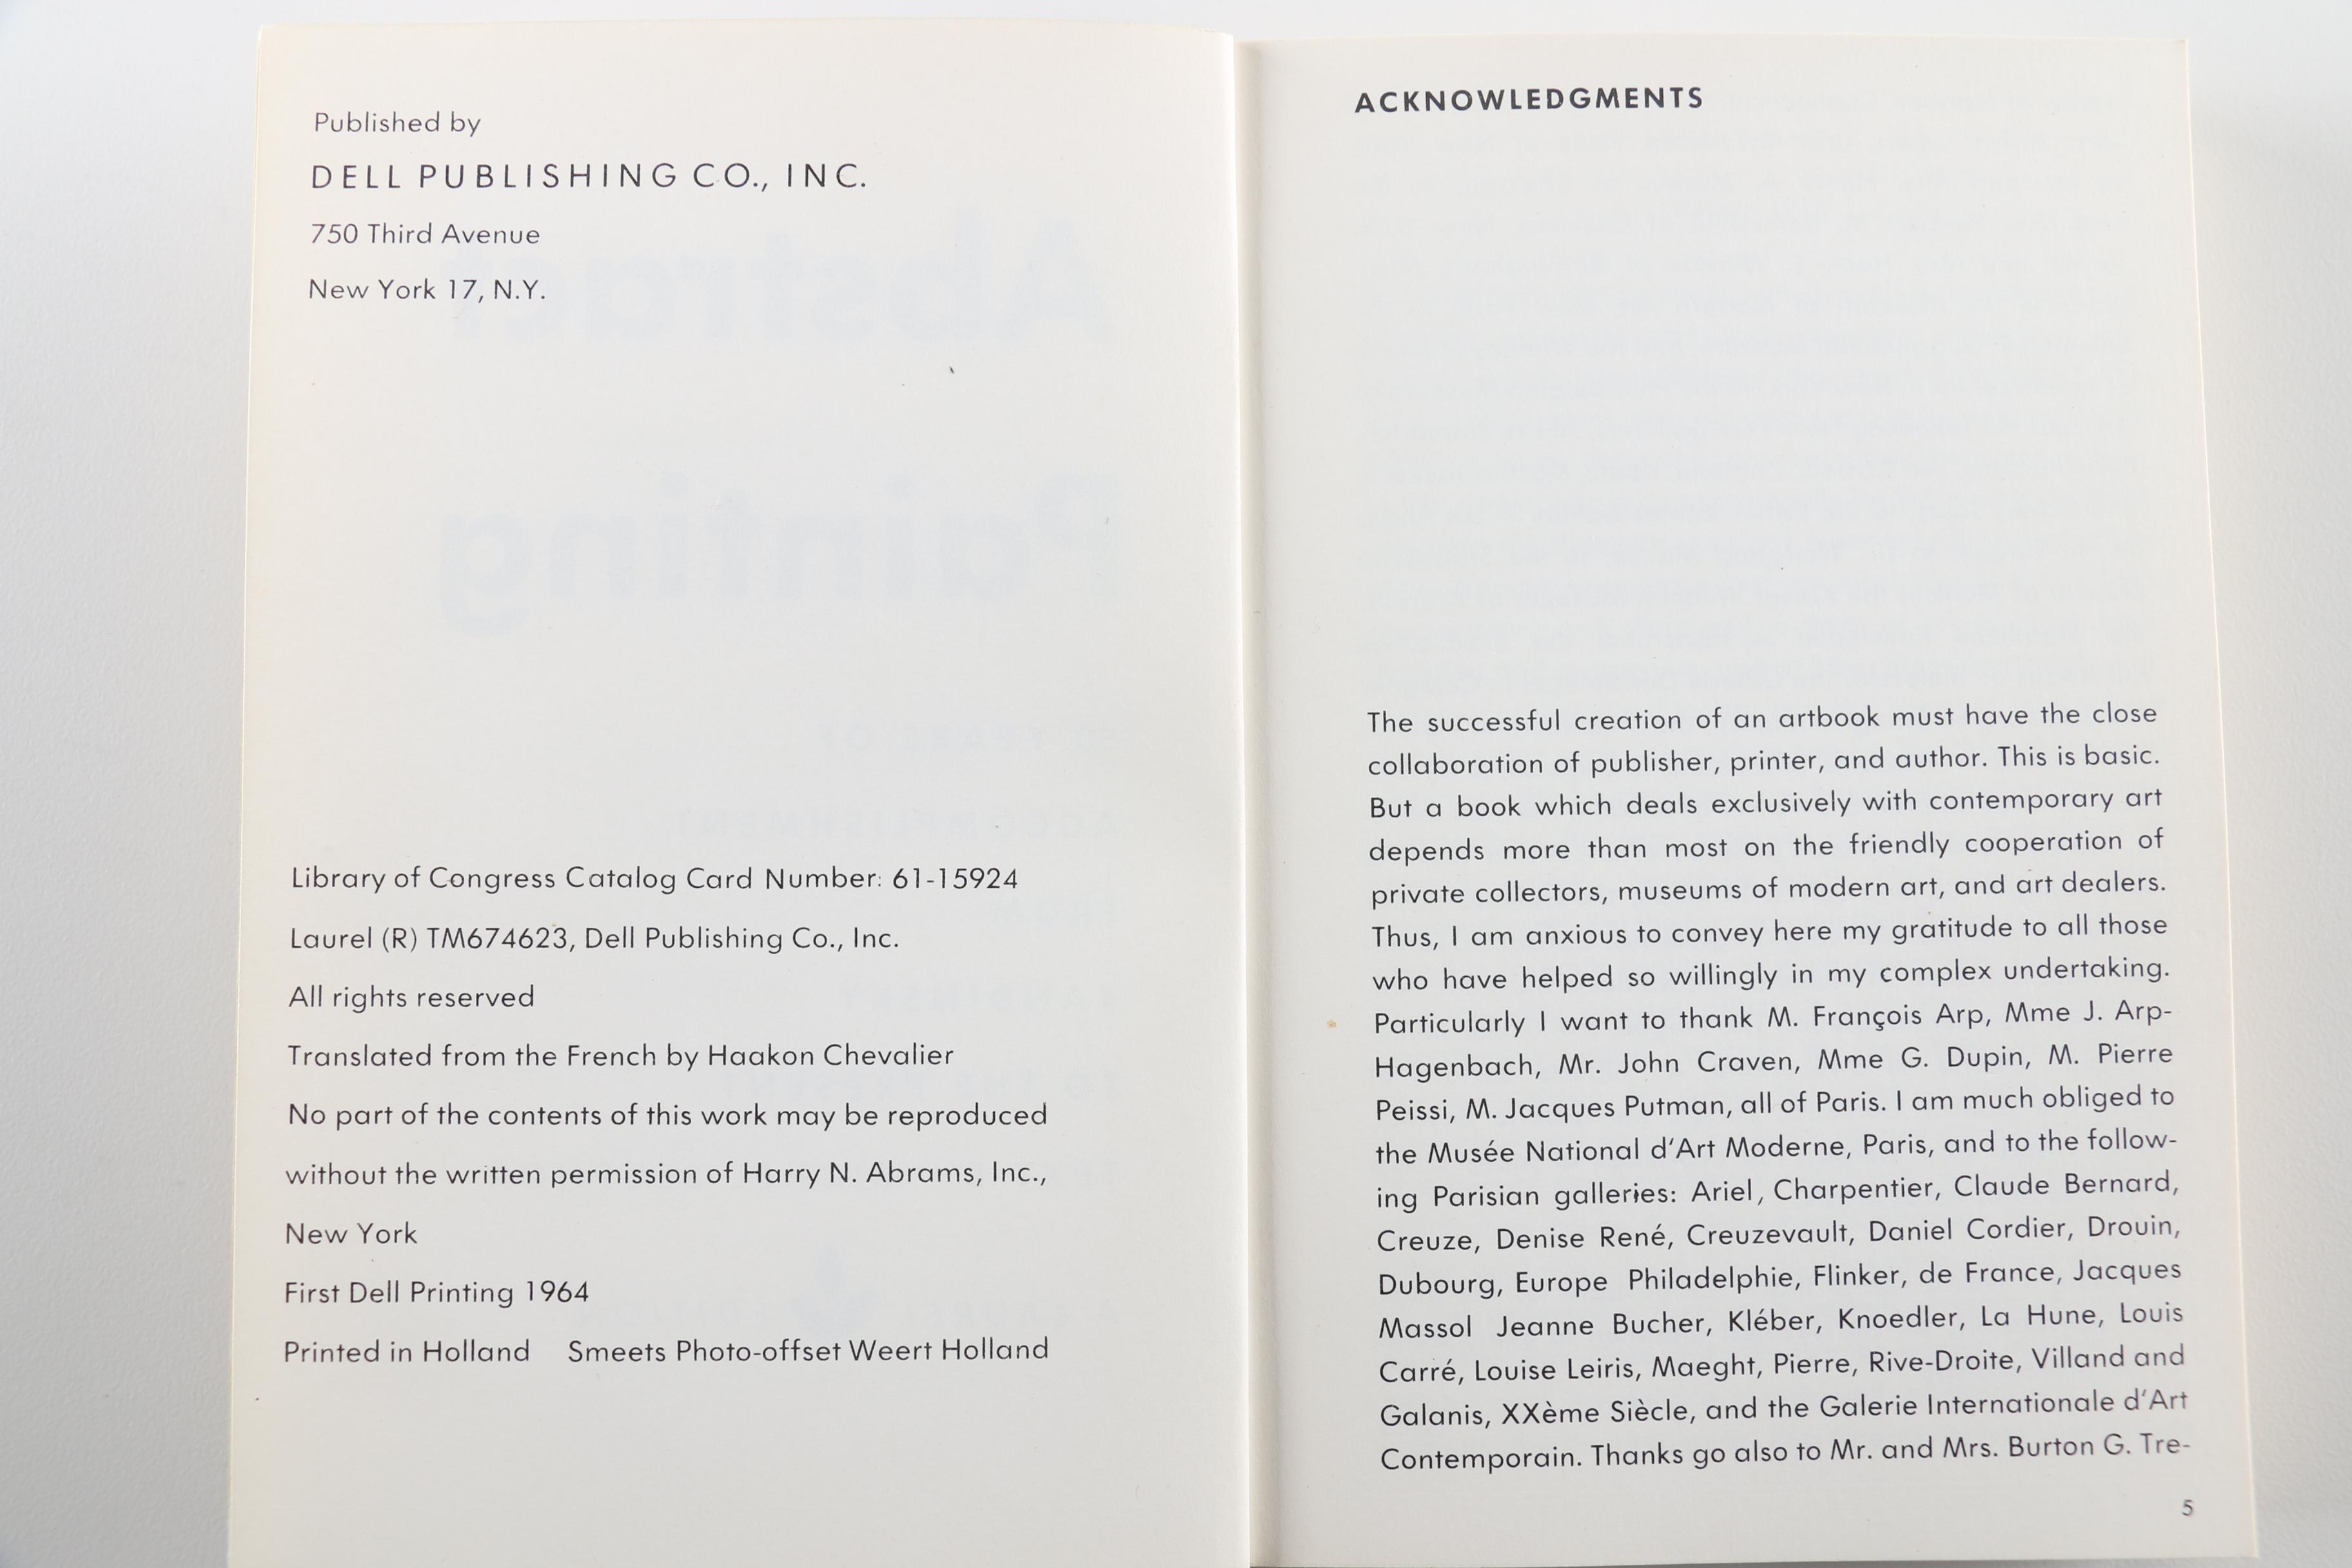 Published by
DELL PUBLISHING CO., INC.
750 Third Avenue
New York 17, N.Y.
Abstract
Painting
Library of Congress Catalog Card Number: 61-15924
Laurel (R) TM674623, Dell Publishing Co., Inc.
All rights reserved
Translated from the French by Haakon Chevalier
No part of the contents of this work may be reproduced
without the written permission of Harry N. Abrams, Inc.,
New York
First Dell Printing 1964
Printed in Holland Smeets Photo-offset Weert Holland
ACKNOWLEDGMENTS
The successful creation of an artbook must have the close
collaboration of publisher, printer, and author. This is basic.
But a book which deals exclusively with contemporary art
depends more than most on the friendly cooperation of
private collectors, museums of modern art, and art dealers.
Thus, I am anxious to convey here my gratitude to all those
who have helped so willingly in my complex undertaking.
Particularly I want to thank M. François Arp, Mme J. Arp-
Hagenbach, Mr. John Craven, Mme G. Dupin, M. Pierre
Peissi, M. Jacques Putman, all of Paris. I am much obliged to
the Musée National d'Art Moderne, Paris, and to the follow-
ing Parisian galleries: Ariel, Charpentier, Claude Bernard,
Creuze, Denise René, Creuzevault, Daniel Cordier, Drouin,
Dubourg, Europe Philadelphie, Flinker, de France, Jacques
Massol Jeanne Bucher, Kléber, Knoedler, La Hune, Louis
Carré, Louise Leiris, Maeght, Pierre, Rive-Droite, Villand and
Galanis, XXème Siècle, and the Galerie Internationale d'Art
Contemporain. Thanks go also to Mr. and Mrs. Burton G. Tre-
5